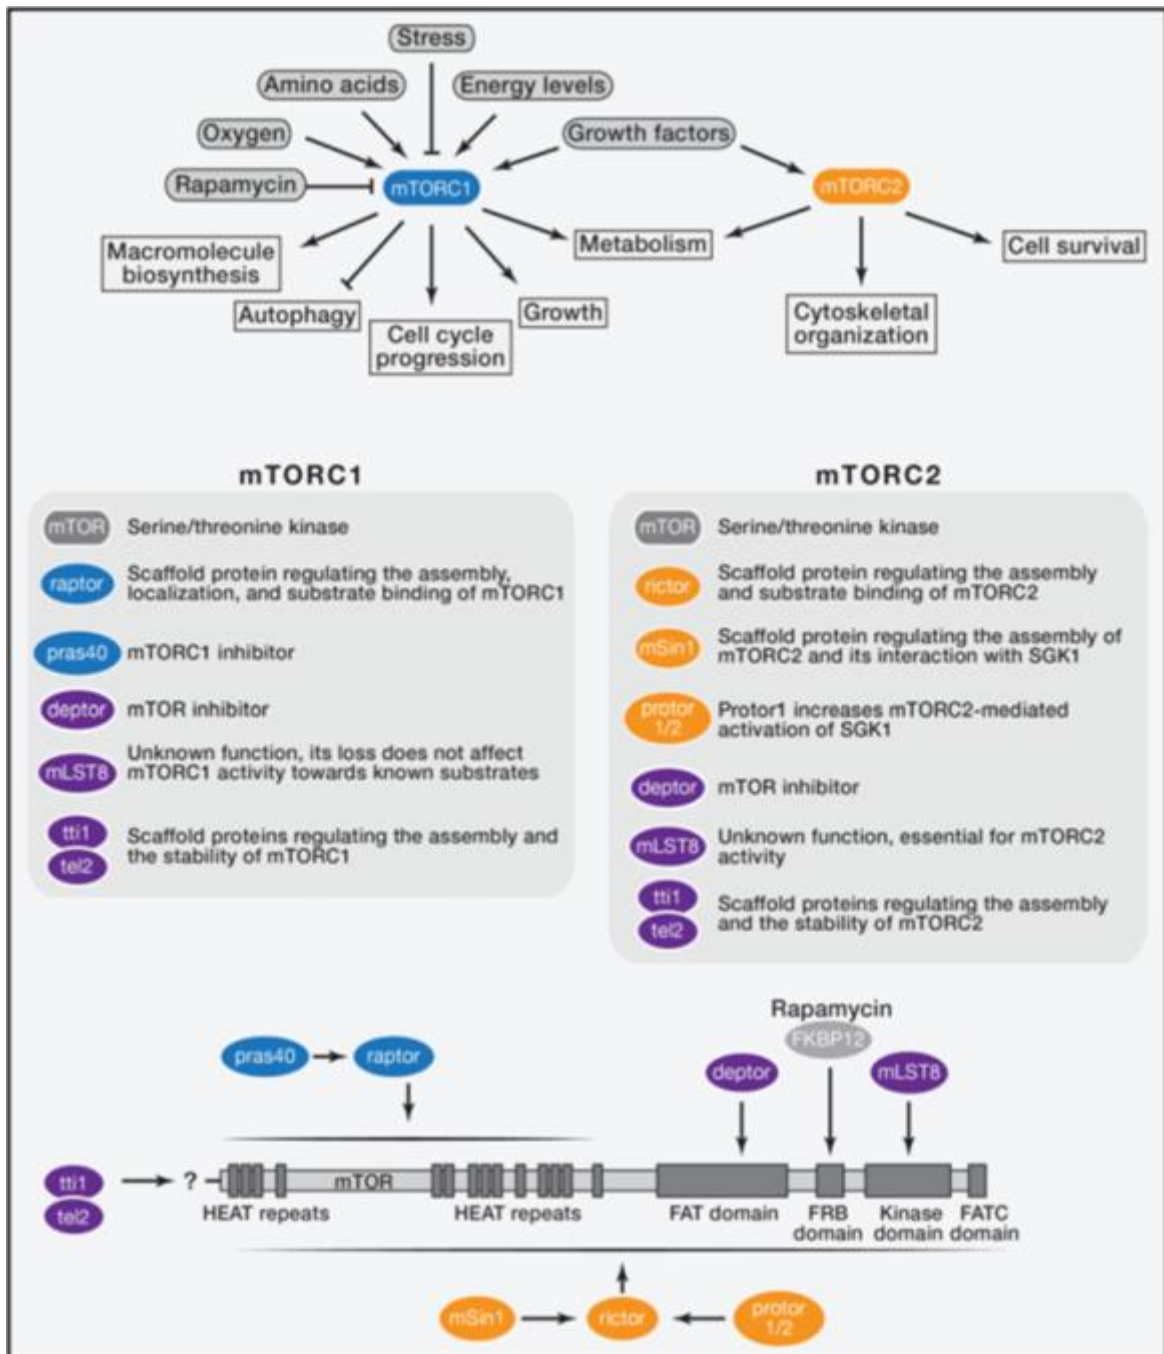 Stress
Amino acids
Energy levels
Oxygen
Growth factors
Rapamycin
mTORC1
mTORC2
Macromolecule
biosynthesis
Autophagy
Cell cycle
progression
Growth
Metabolism
Cytoskeletal
organization
Cell survival
mTORC1
mTOR
Serine/threonine kinase
raptor
Scaffold protein regulating the assembly,
localization, and substrate binding of mTORC1
pras40
mTORC1 inhibitor
deptor
mTOR inhibitor
mLST8
Unknown function, its loss does not affect
mTORC1 activity towards known substrates
tti1
tel2
Scaffold proteins regulating the assembly and
the stability of mTORC1
mTORC2
mTOR
Serine/threonine kinase
rictor
Scaffold protein regulating the assembly
and substrate binding of mTORC2
mSin1
Scaffold protein regulating the assembly of
mTORC2 and its interaction with SGK1
protor
1/2
Protor1 increases mTORC2-mediated
activation of SGK1
deptor
mTOR inhibitor
mLST8
Unknown function, essential for mTORC2
activity
tti1
tel2
Scaffold proteins regulating the assembly
and the stability of mTORC2
Rapamycin
FKBP12
pras40
raptor
deptor
mLST8
tti1
tel2
?
mTOR
HEAT repeats
HEAT repeats
FAT domain
FRB
domain
Kinase
domain
FATC
domain
mSin1
rictor
protor
1/2